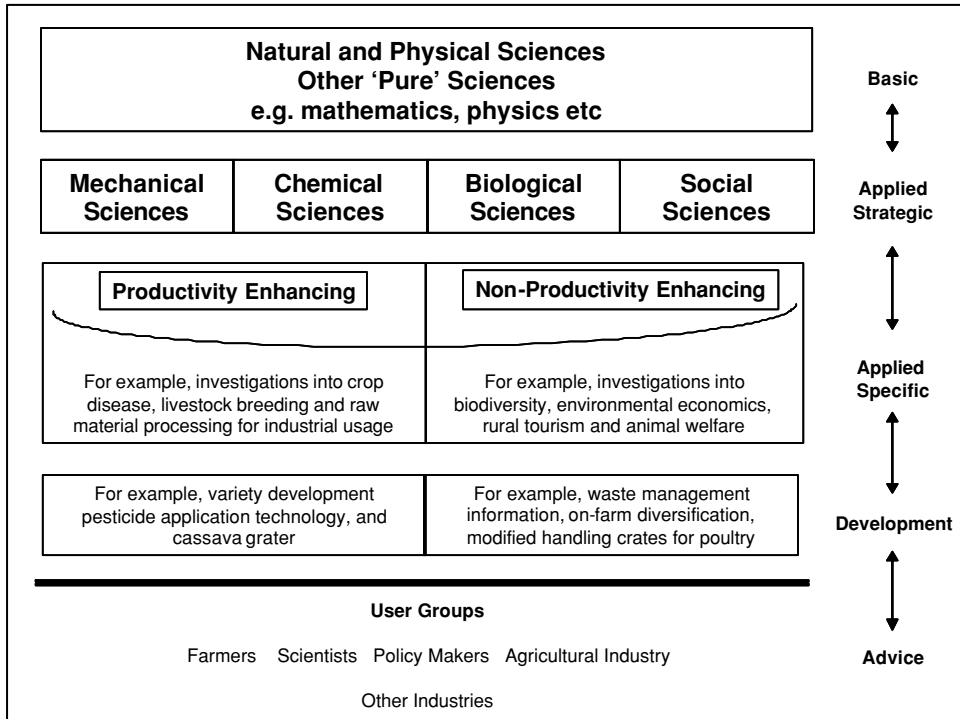 Natural and Physical Sciences
Other ‘Pure’ Sciences
e.g. mathematics, physics etc
Basic
Mechanical
Sciences
Chemical
Sciences
Biological
Sciences
Social
Sciences
Applied
Strategic
Productivity Enhancing
Non-Productivity Enhancing
For example, investigations into crop
disease, livestock breeding and raw
material processing for industrial usage
For example, investigations into
biodiversity, environmental economics,
rural tourism and animal welfare
Applied
Specific
For example, variety development
pesticide application technology, and
cassava grater
For example, waste management
information, on-farm diversification,
modified handling crates for poultry
Development
User Groups
Farmers Scientists Policy Makers Agricultural Industry
Other Industries
Advice